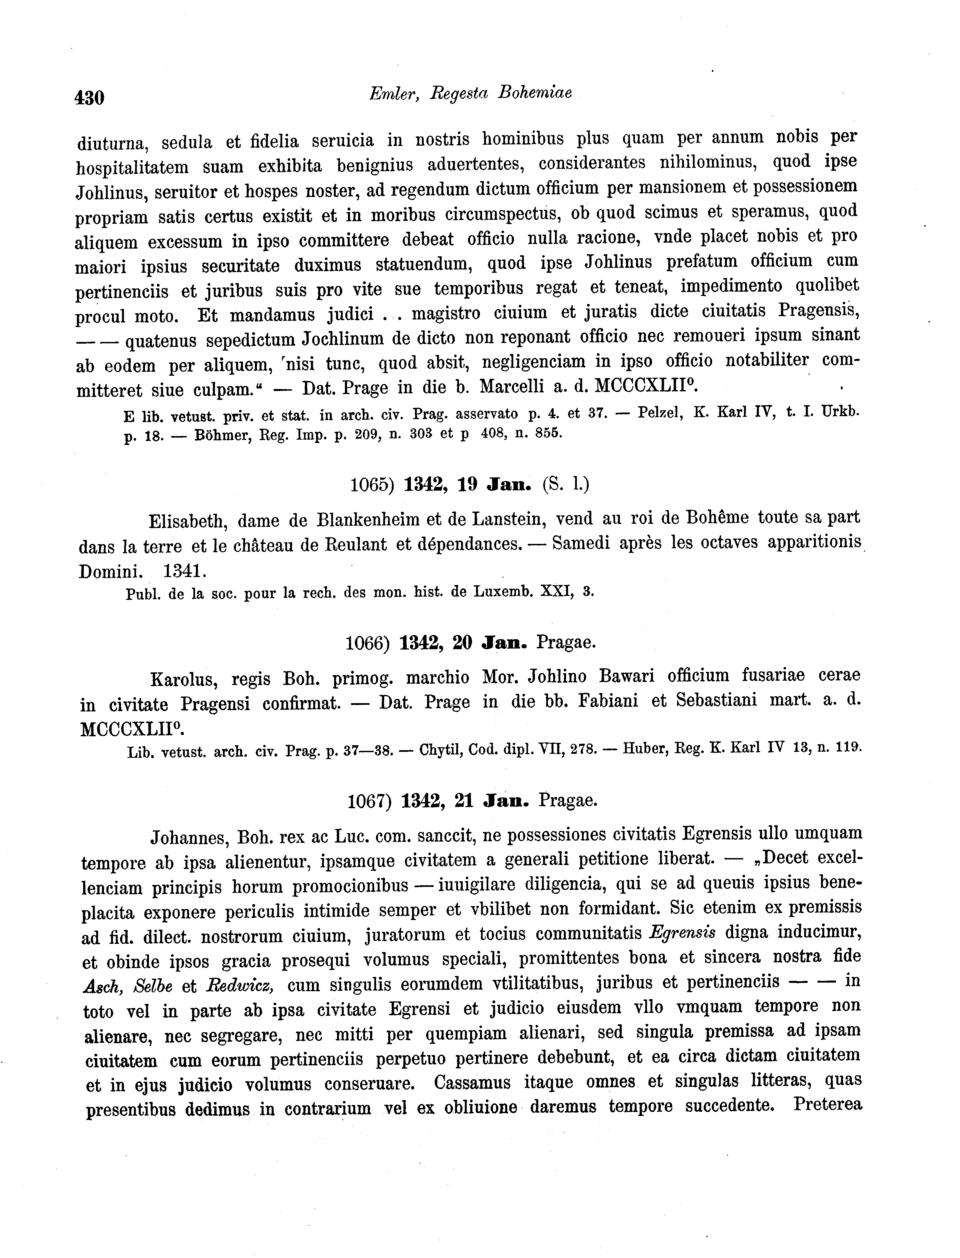 430 Emler, Regesta Bohemiae
diuturna, sedula et fidelia seruicia in nostris hominibus plus quam per annum nobis per
hospitalitatem suam exhibita benignius aduertentes, considerantes nihilominus, quod ipse
Johlinus, seruitor et hospes noster, ad regendum dictum officium per mansionem et possessionem
propriam satis certus existit et in moribus circumspectus, ob quod scimus et speramus, quod
aliquem excessum in ipso committere debeat officio nulla racione, vnde placet nobis et pro
maiori ipsius securitate duximus statuendum, quod ipse Johlinus prefatum officium cum
pertinenciis et juribus suis pro vite sue temporibus regat et teneat, impedimento quolibet
procul moto. Et mandamus judici . . magistro ciuium et juratis dicte ciuitatis Pragensis,
— — quatenus sepedictum Jochlinum de dicto non reponant officio nec remoueri ipsum sinant
ab eodem per aliquem, 'nisi tunc, quod absit, negligenciam in ipso officio notabiliter com-
mitteret siue culpam.“ — Dat. Prage in die b. Marcelli a. d. MCCCXLII⁰.
E lib. vetust. priv. et stat. in arch. civ. Prag. asservato p. 4. et 37. — Pelzel, K. Karl IV, t. I. Urkb.
p. 18. — Böhmer, Reg. Imp. p. 209, n. 303 et p 408, n. 855.
1065) 1342, 19 Jan. (S. l.)
Elisabeth, dame de Blankenheim et de Lanstein, vend au roi de Bohême toute sa part
dans la terre et le château de Reulant et dépendances. — Samedi après les octaves apparitionis
Domini. 1341.
Publ. de la soc. pour la rech. des mon. hist. de Luxemb. XXI, 3.
1066) 1342, 20 Jan. Pragae.
Karolus, regis Boh. primog. marchio Mor. Johlino Bawari officium fusariae cerae
in civitate Pragensi confirmat. — Dat. Prage in die bb. Fabiani et Sebastiani mart. a. d.
MCCCXLII⁰.
Lib. vetust. arch. civ. Prag. p. 37—38. — Chytil, Cod. dipl. VII, 278. — Huber, Reg. K. Karl IV 13, n. 119.
1067) 1342, 21 Jan. Pragae.
Johannes, Boh. rex ac Luc. com. sanccit, ne possessiones civitatis Egrensis ullo umquam
tempore ab ipsa alienentur, ipsamque civitatem a generali petitione liberat. — „Decet excel-
lenciam principis horum promocionibus — iuuigilare diligencia, qui se ad queuis ipsius bene-
placita exponere periculis intimide semper et vbilibet non formidant. Sic etenim ex premissis
ad fid. dilect. nostrorum ciuium, juratorum et tocius communitatis Egrensis digna inducimur,
et obinde ipsos gracia prosequi volumus speciali, promittentes bona et sincera nostra fide
Asch, Selbe et Redwicz, cum singulis eorumdem vtilitatibus, juribus et pertinenciis — — in
toto vel in parte ab ipsa civitate Egrensi et judicio eiusdem vllo vmquam tempore non
alienare, nec segregare, nec mitti per quempiam alienari, sed singula premissa ad ipsam
ciuitatem cum eorum pertinenciis perpetuo pertinere debebunt, et ea circa dictam ciuitatem
et in ejus judicio volumus conseruare. Cassamus itaque omnes et singulas litteras, quas
presentibus dedimus in contrarium vel ex obliuione daremus tempore succedente. Preterea